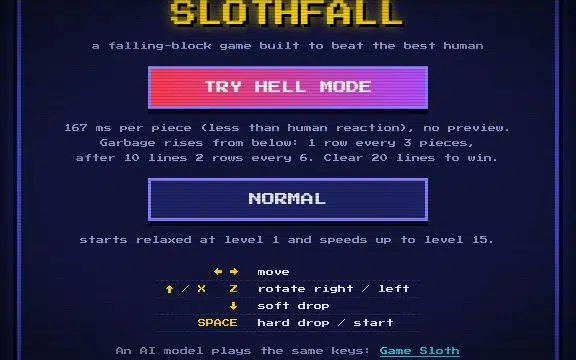 SLOTHFALL
a falling-block game built to beat the best human
TRY HELL MODE
167 ms per piece (less than human reaction), no preview.
Garbage rises from below: 1 row every 3 pieces,
after 10 lines 2 rows every 6. Clear 20 lines to win.
NORMAL
starts relaxed at level 1 and speeds up to level 15.
← → move
↑ / X Z rotate right / left
↓ soft drop
SPACE hard drop / start
An AI model plays the same keys: Game Sloth